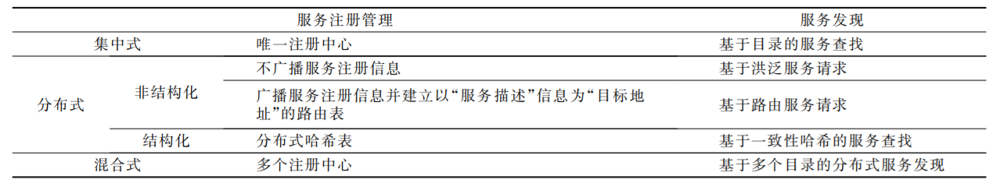 服务注册管理 服务发现
集中式 唯一注册中心 基于目录的服务查找
不广播服务注册信息 基于洪泛服务请求
非结构化
分布式 广播服务注册信息并建立以“服务描述”信息为“目标地
址”的路由表 基于路由服务请求
结构化 分布式哈希表 基于一致性哈希的服务查找
混合式 多个注册中心 基于多个目录的分布式服务发现